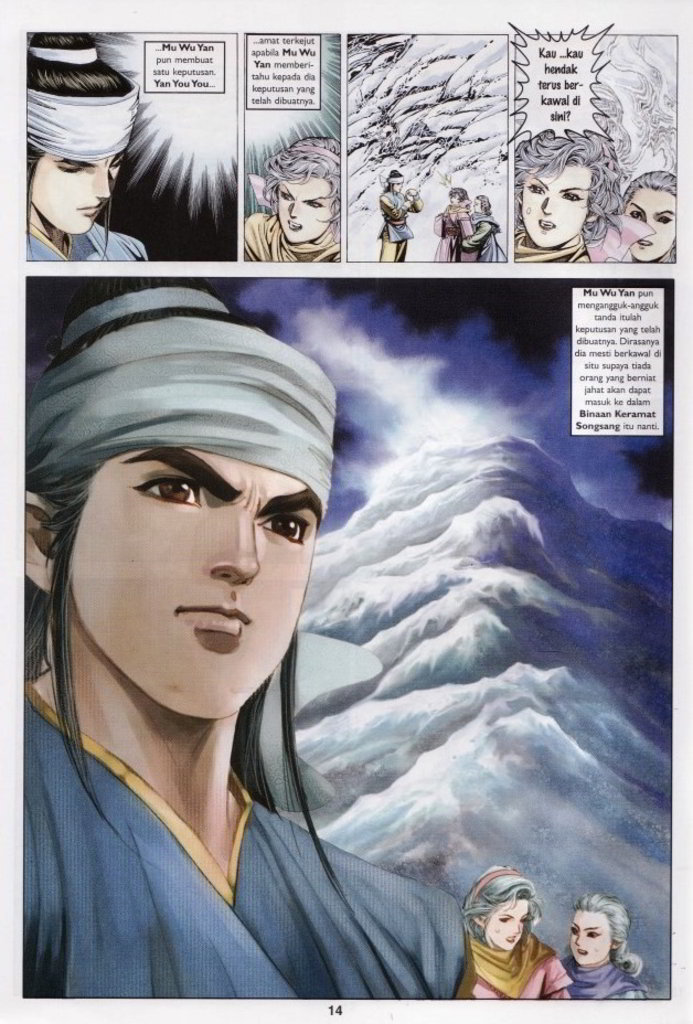 ...Mu Wu Yan
pun membuat
satu keputusan.
Yan You You...
...amat terkejut
apabila Mu Wu
Yan memberi-
tahu kepada dia
keputusan yang
telah dibuatnya.
Kau ...kau
hendak
terus ber-
kawal di
sini?
Mu Wu Yan pun
mengangguk-angguk
tanda itulah
keputusan yang telah
dibuatnya. Dirasanya
dia mesti berkawal di
situ supaya tiada
orang yang berniat
jahat akan dapat
masuk ke dalam
Binaan Keramat
Songsang itu nanti.
14